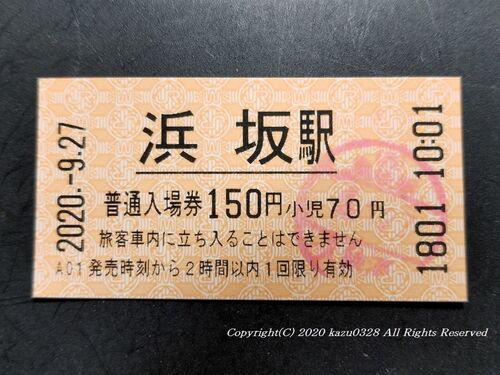 浜坂駅
普通入場券150円小児70円
旅客車内に立ち入ることはできません
A01発売時刻から2時間以内1回限り有効
2020.-9.27
1801 10:01
Copyright(C) 2020 kazu0328 All Rights Reserved